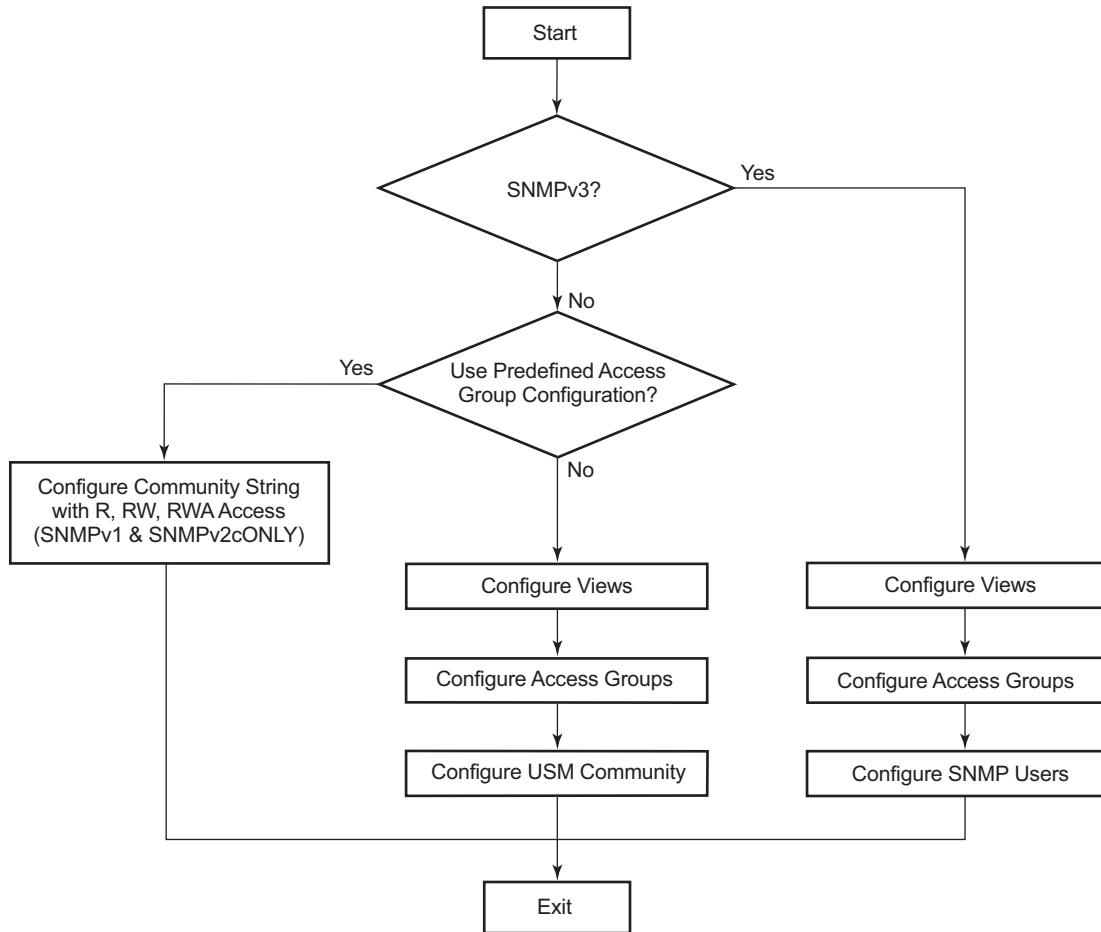 Start
SNMPv3?
Yes
No
Yes
Use Predefined Access
Group Configuration?
No
Configure Community String
with R, RW, RWA Access
(SNMPv1 & SNMPv2cONLY)
Configure Views
Configure Views
Configure Access Groups
Configure Access Groups
Configure USM Community
Configure SNMP Users
Exit